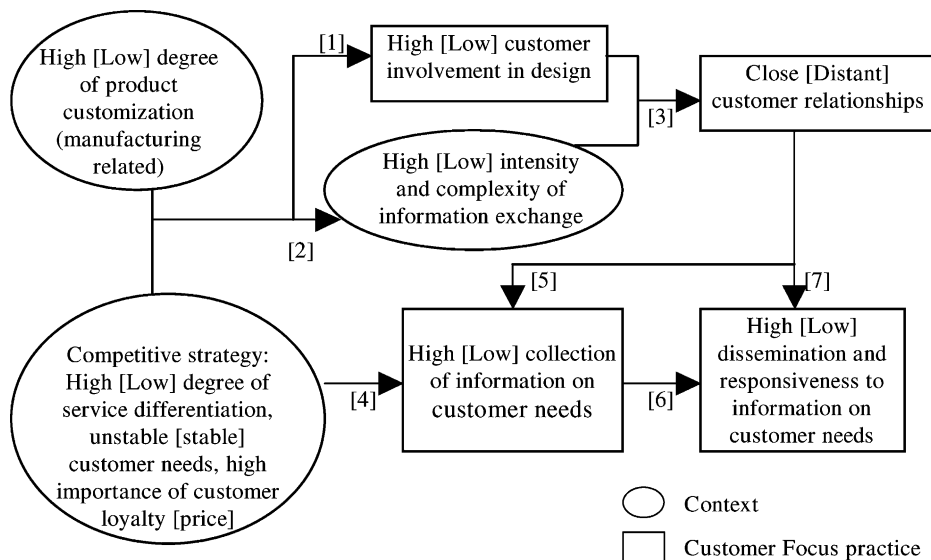 High [Low] degree
of product
customization
(manufacturing
related)
[1]
High [Low] customer
involvement in design
[3]
Close [Distant]
customer relationships
High [Low] intensity
and complexity of
information exchange
[2]
[5]
[7]
Competitive strategy:
High [Low] degree of
service differentiation,
unstable [stable]
customer needs, high
importance of customer
loyalty [price]
[4]
High [Low] collection
of information on
customer needs
[6]
High [Low]
dissemination and
responsiveness to
information on
customer needs
Context
Customer Focus practice